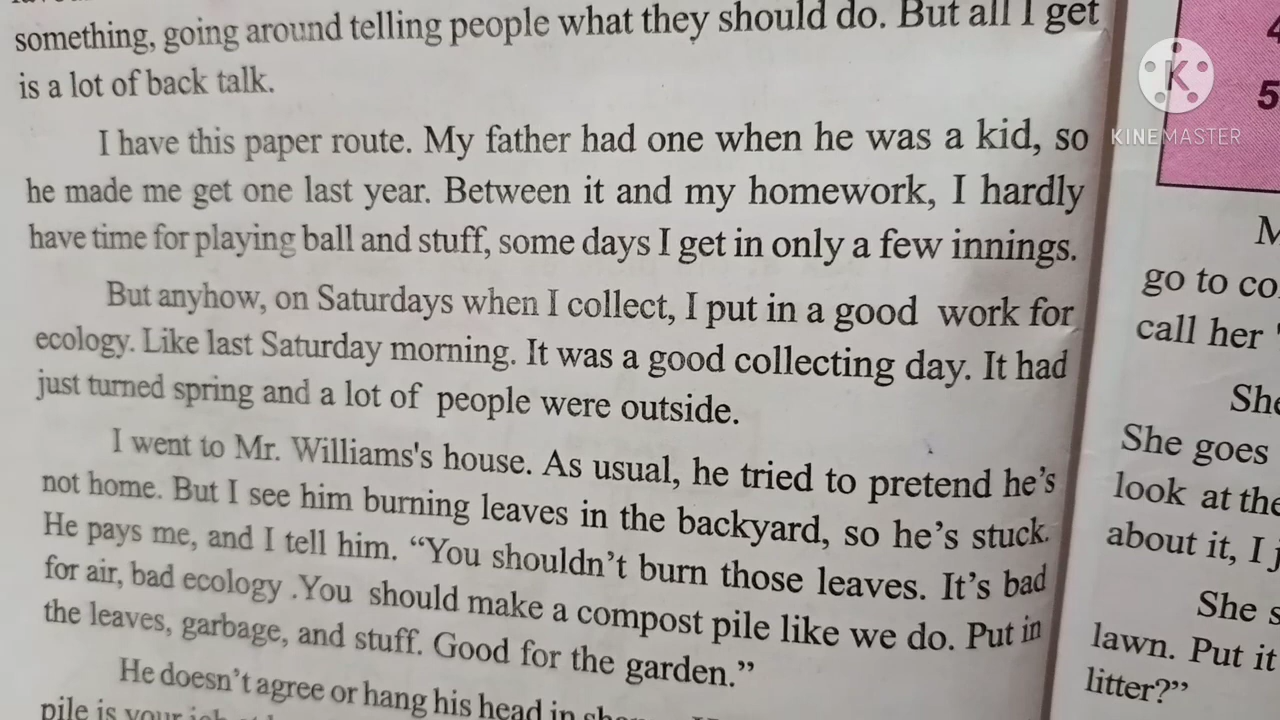 something, going around telling people what they should do. But all I get
is a lot of back talk.
I have this paper route. My father had one when he was a kid, so
he made me get one last year. Between it and my homework, I hardly
have time for playing ball and stuff, some days I get in only a few innings.
But anyhow, on Saturdays when I collect, I put in a good work for
ecology. Like last Saturday morning. It was a good collecting day. It had
just turned spring and a lot of people were outside.
I went to Mr. Williams's house. As usual, he tried to pretend he's
not home. But I see him burning leaves in the backyard, so he's stuck.
He pays me, and I tell him. “You shouldn't burn those leaves. It's bad
for air, bad ecology .You should make a compost pile like we do. Put in
the leaves, garbage, and stuff. Good for the garden.”
He doesn't agree or hang his head in
pile is your
K
KINEMASTER
5
go to
call her
She goes
look at
about it, I
She
lawn. Put it
litter?”